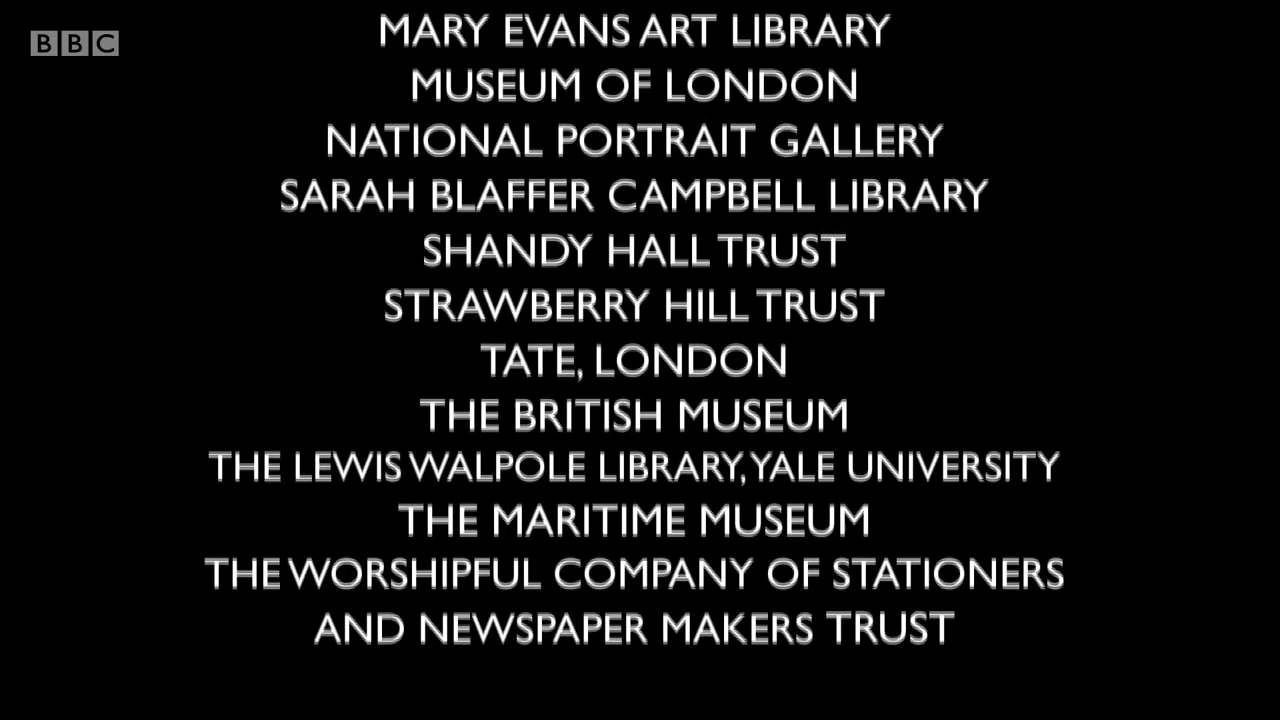 BBC
MARY EVANS ART LIBRARY
MUSEUM OF LONDON
NATIONAL PORTRAIT GALLERY
SARAH BLAFFER CAMPBELL LIBRARY
SHANDY HALL TRUST
STRAWBERRY HILL TRUST
TATE, LONDON
THE BRITISH MUSEUM
THE LEWIS WALPOLE LIBRARY, YALE UNIVERSITY
THE MARITIME MUSEUM
THE WORSHIPFUL COMPANY OF STATIONERS
AND NEWSPAPER MAKERS TRUST